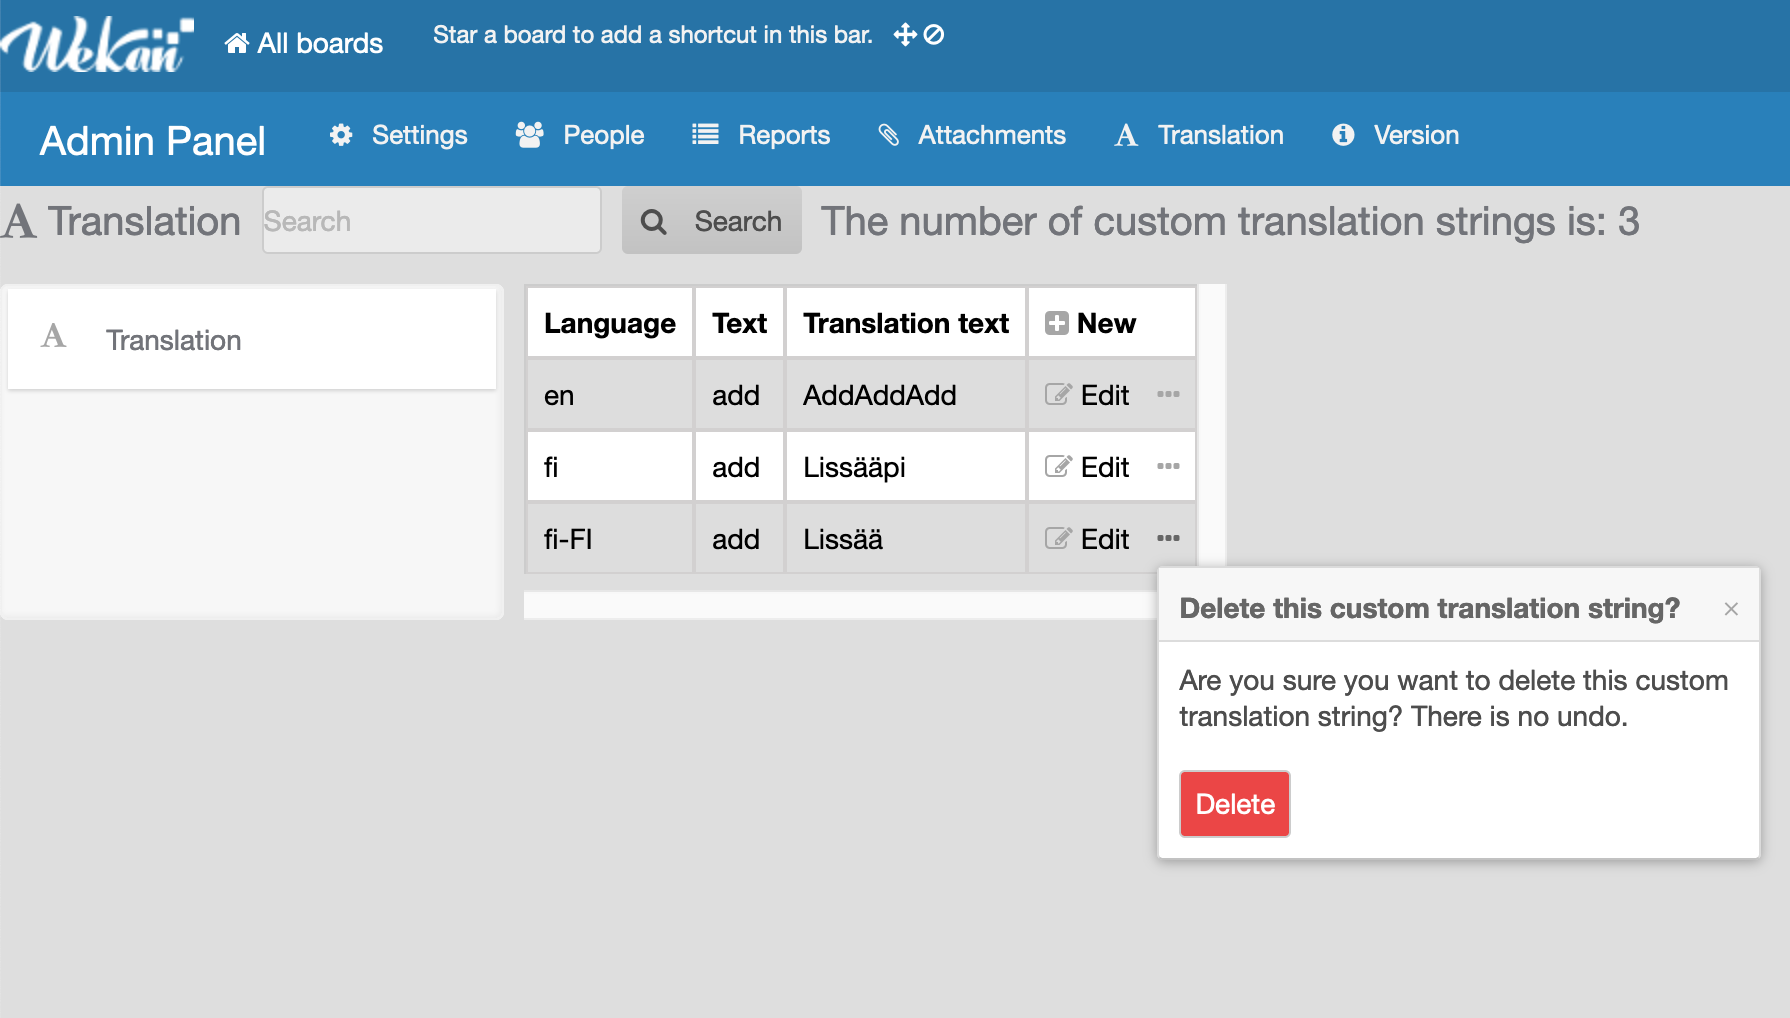 WeKan
All boards
Star a board to add a shortcut in this bar.
Admin Panel
Settings
People
Reports
Attachments
Translation
Version
Translation
Search
Search
The number of custom translation strings is: 3
Translation
Language Text Translation text New
en add AddAddAdd Edit
fi add Lissääpi Edit
fi-FI add Lissää Edit
Delete this custom translation string?
Are you sure you want to delete this custom
translation string? There is no undo.
Delete